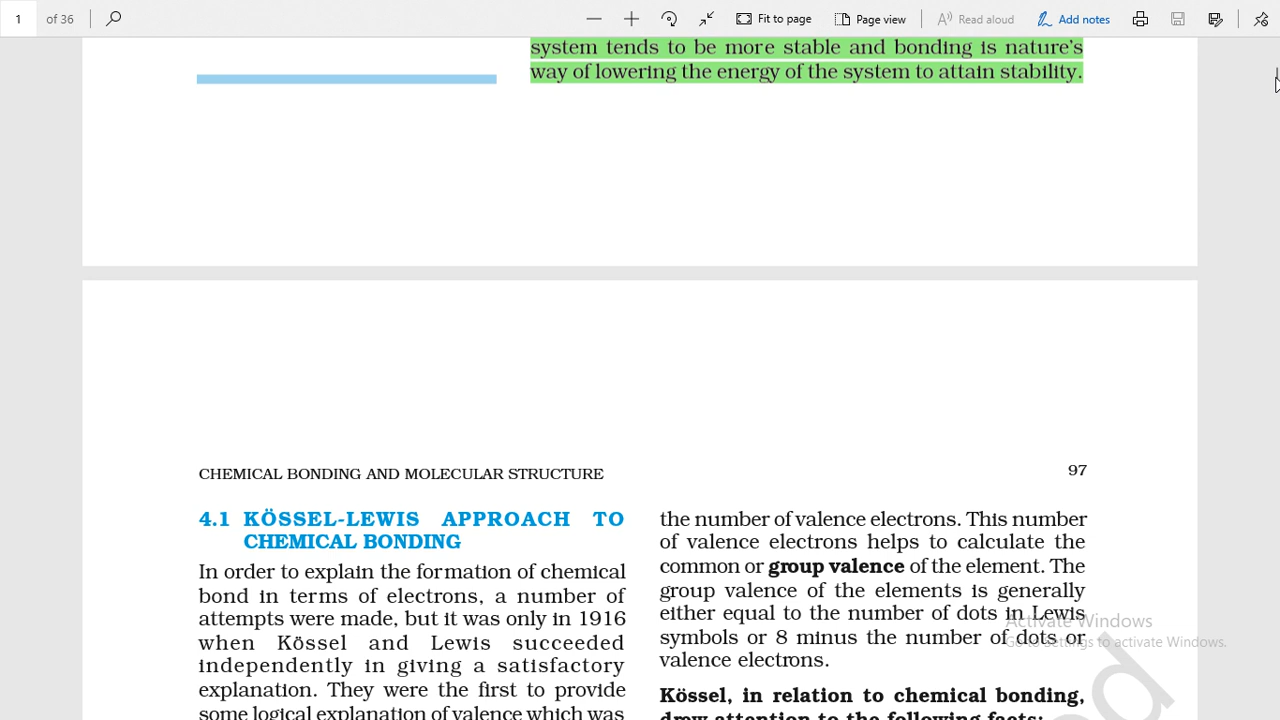 1 of 36
Fit to page
Page view
Read aloud
Add notes
system tends to be more stable and bonding is nature's
way of lowering the energy of the system to attain stability.
CHEMICAL BONDING AND MOLECULAR STRUCTURE
97
4.1 KÖSSEL-LEWIS APPROACH TO
CHEMICAL BONDING
In order to explain the formation of chemical
bond in terms of electrons, a number of
attempts were made, but it was only in 1916
when Kössel and Lewis succeeded
independently in giving a satisfactory
explanation. They were the first to provide
some logical explanation of valence which was
the number of valence electrons. This number
of valence electrons helps to calculate the
common or group valence of the element. The
group valence of the elements is generally
either equal to the number of dots in Lewis
symbols or 8 minus the number of dots or
valence electrons.
Kössel, in relation to chemical bonding,
drew attention to the following facts:
Activate Windows
Go to Settings to activate Windows.